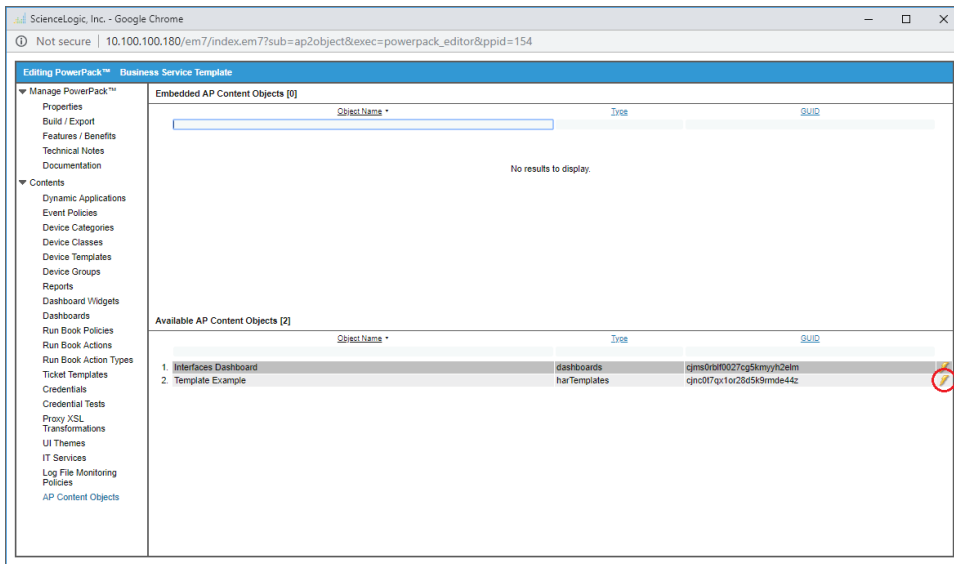 ScienceLogic, Inc. - Google Chrome
Not secure | 10.100.100.180/em7/index.em7?sub=ap2object&exec=powerpack_editor&ppid=154
Editing PowerPack™ Business Service Template
Manage PowerPack™
Properties
Build / Export
Features / Benefits
Technical Notes
Documentation
Contents
Dynamic Applications
Event Policies
Device Categories
Device Classes
Device Templates
Device Groups
Reports
Dashboard Widgets
Dashboards
Run Book Policies
Run Book Actions
Run Book Action Types
Ticket Templates
Credentials
Credential Tests
Proxy XSL
Transformations
UI Themes
IT Services
Log File Monitoring
Policies
AP Content Objects
Embedded AP Content Objects [0]
Object Name Type GUID
No results to display.
Available AP Content Objects [2]
Object Name Type GUID
1. Interfaces Dashboard dashboards cjms0rblf0027cg5kmyyh2elm
2. Template Example harTemplates cjnc0t7qx1or28d5k9rmde44z